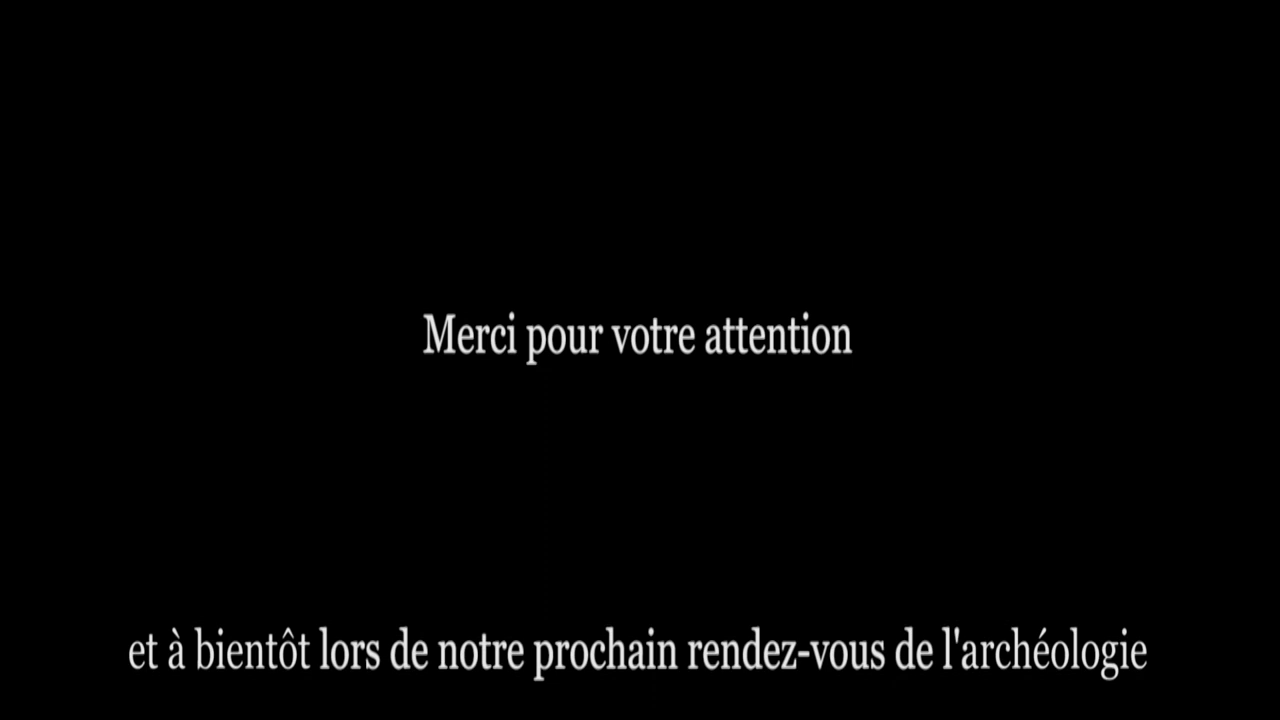 Merci pour votre attention
et à bientôt lors de notre prochain rendez-vous de l'archéologie